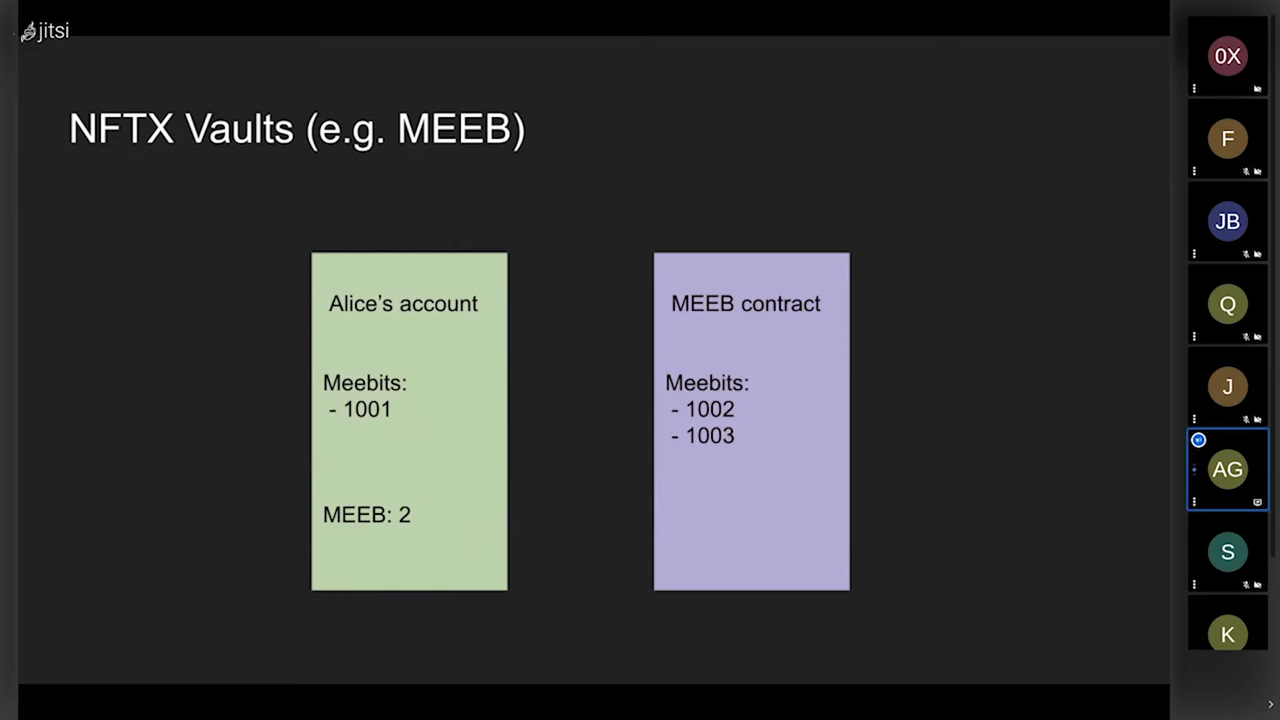 jitsi
NFTX Vaults (e.g. MEEB)
Alice's account
Meebits:
- 1001
MEEB: 2
MEEB contract
Meebits:
- 1002
- 1003
0X
F
JB
Q
J
AG
S
K